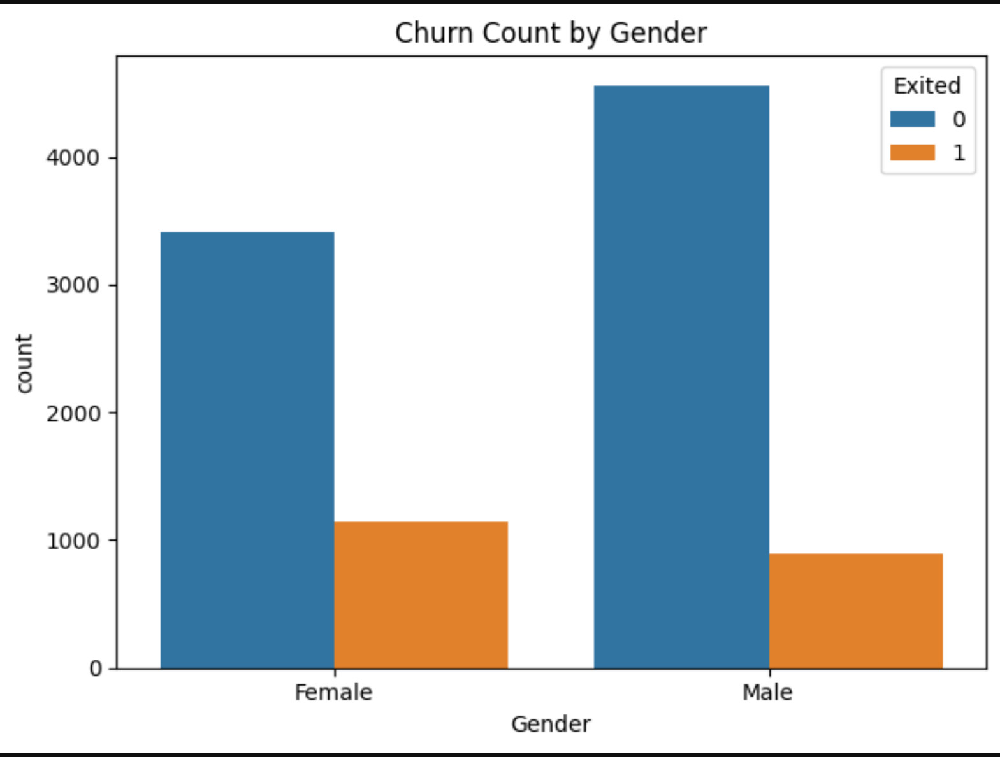 Churn Count by Gender
Exited
0
1
4000
3000
2000
1000
0
count
Female
Male
Gender